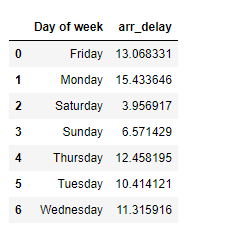 Day of week arr_delay
0 Friday 13.068331
1 Monday 15.433646
2 Saturday 3.956917
3 Sunday 6.571429
4 Thursday 12.458195
5 Tuesday 10.414121
6 Wednesday 11.315916